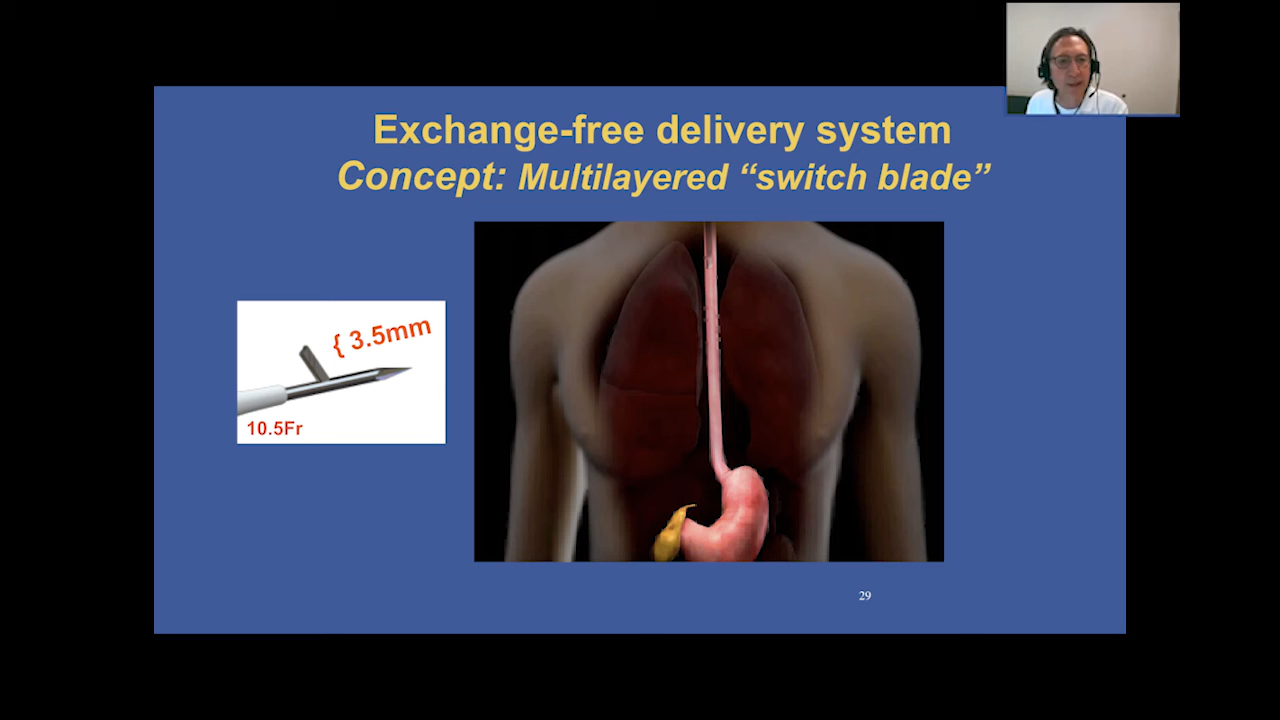 Exchange-free delivery system
Concept: Multilayered “switch blade”
{ 3.5mm
10.5Fr
29